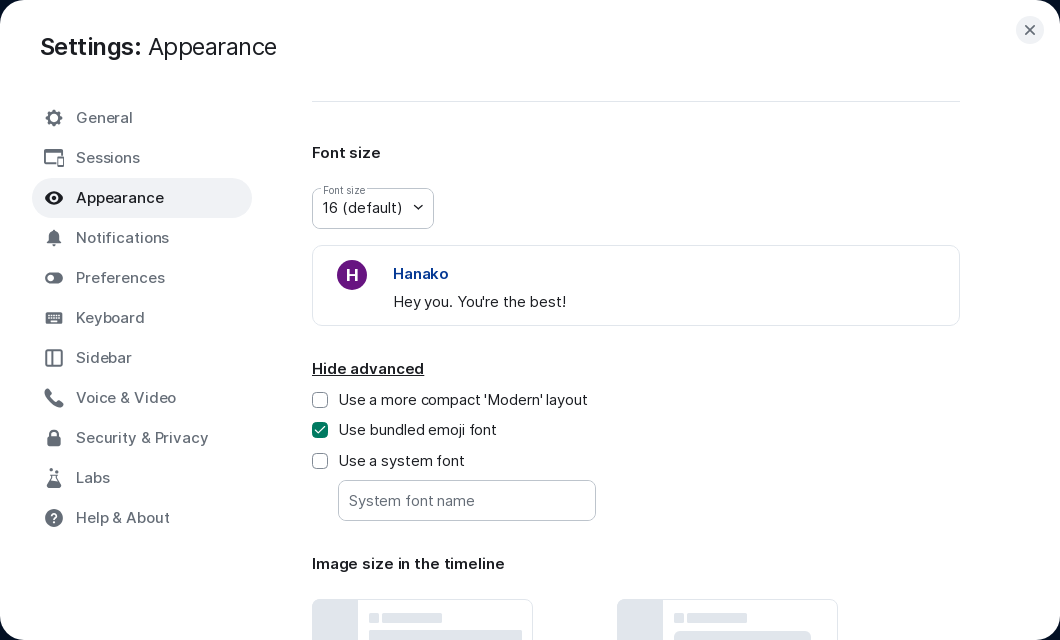 Settings: Appearance
General
Sessions
Appearance
Notifications
Preferences
Keyboard
Sidebar
Voice & Video
Security & Privacy
Labs
Help & About
Font size
Font size
16 (default)
H
Hanako
Hey you. You're the best!
Hide advanced
Use a more compact 'Modern' layout
Use bundled emoji font
Use a system font
System font name
Image size in the timeline